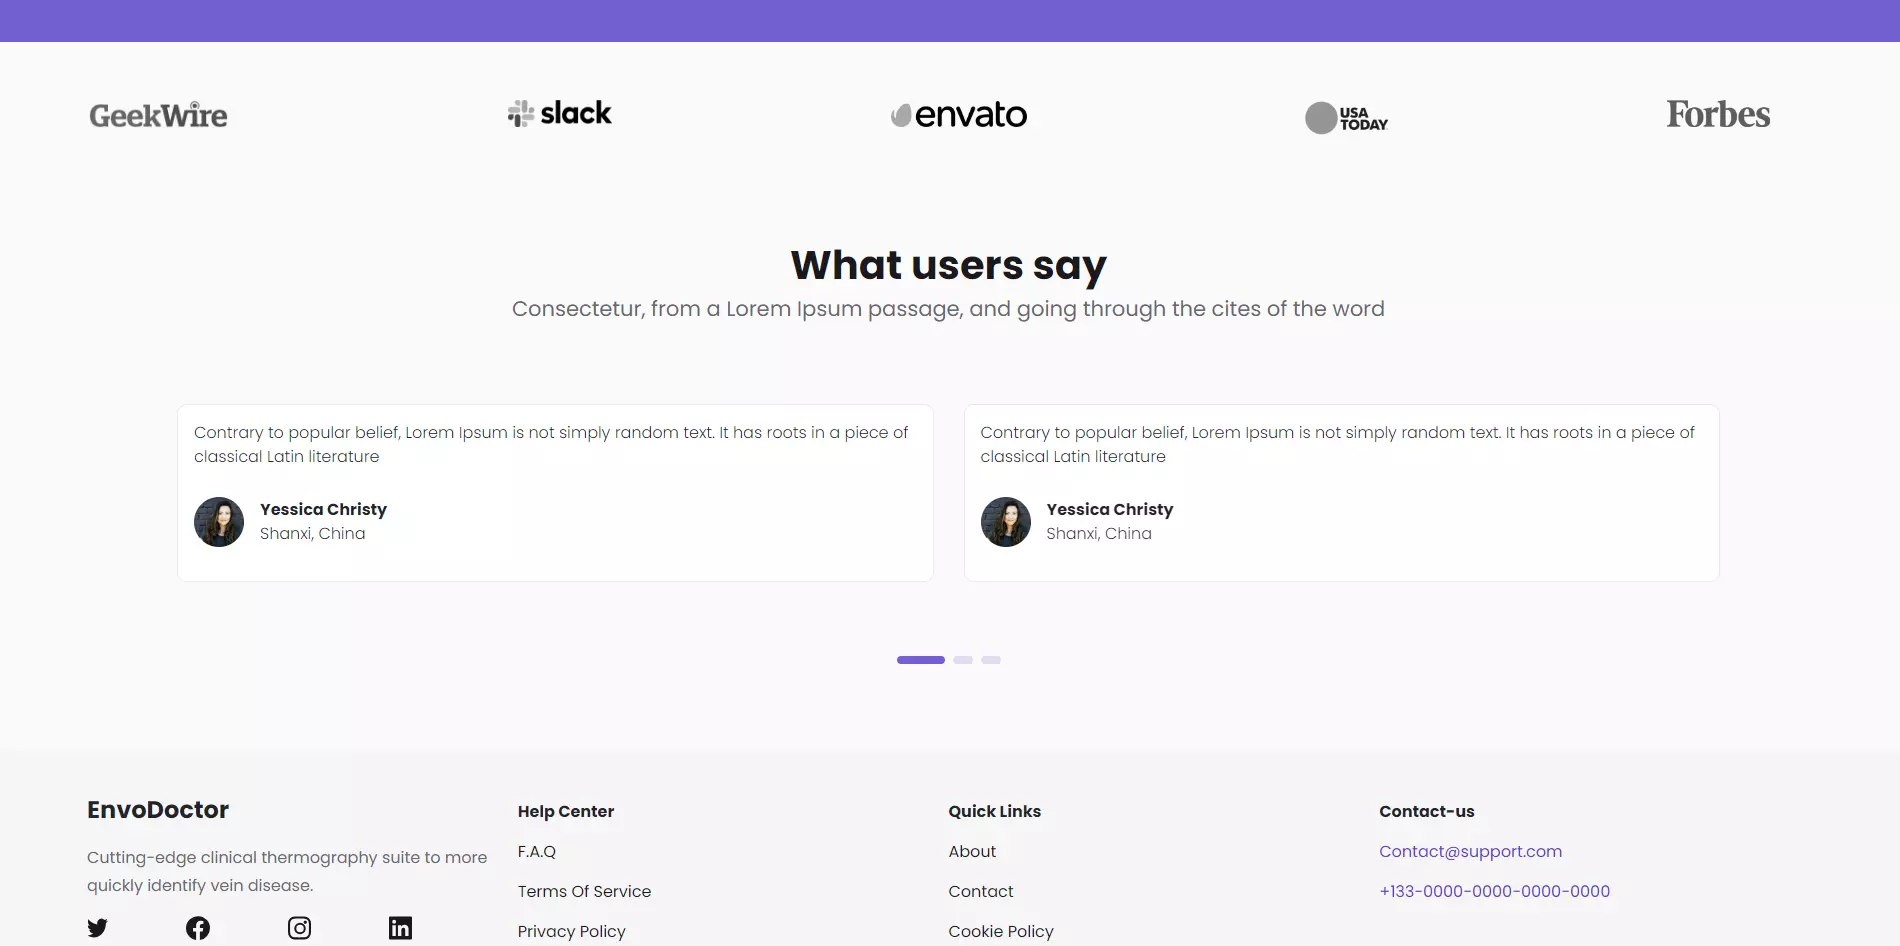 GeekWire
slack
envato
USA
TODAY
Forbes
What users say
Consectetur, from a Lorem Ipsum passage, and going through the cites of the word
Contrary to popular belief, Lorem Ipsum is not simply random text. It has roots in a piece of
classical Latin literature
Yessica Christy
Shanxi, China
Contrary to popular belief, Lorem Ipsum is not simply random text. It has roots in a piece of
classical Latin literature
Yessica Christy
Shanxi, China
EnvoDoctor
Cutting-edge clinical thermography suite to more
quickly identify vein disease.
Help Center
F.A.Q
Terms Of Service
Privacy Policy
Quick Links
About
Contact
Cookie Policy
Contact-us
Contact@support.com
+133-0000-0000-0000-0000